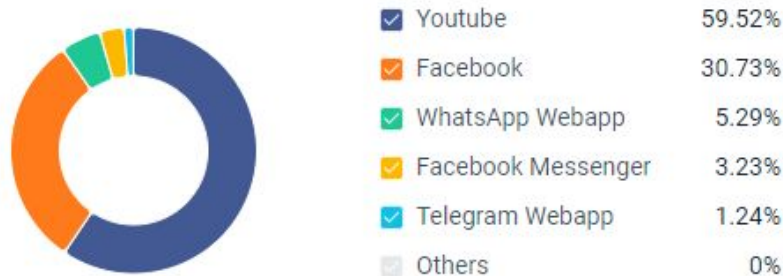 Youtube 59.52%
Facebook 30.73%
WhatsApp Webapp 5.29%
Facebook Messenger 3.23%
Telegram Webapp 1.24%
Others 0%